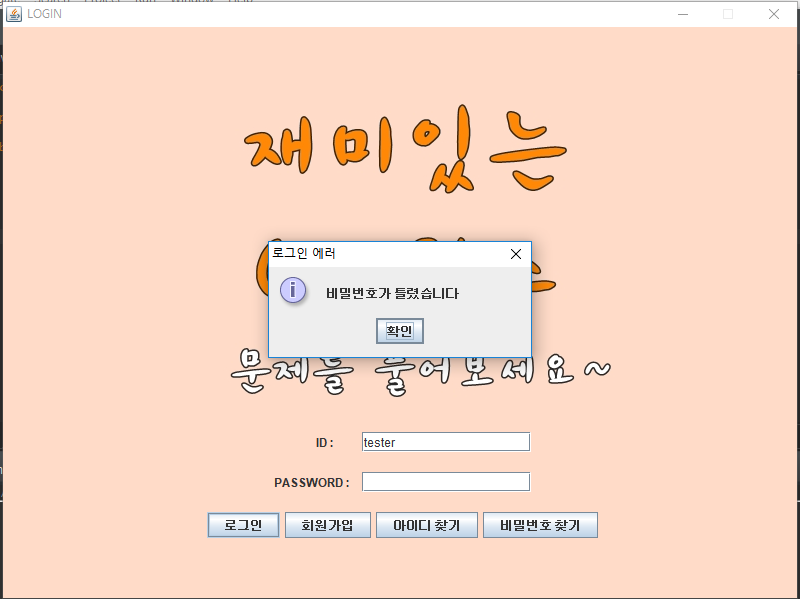 LOGIN
재미있는
로그인 에러
비밀번호가 틀렸습니다
확인
문제를 풀어보세요~
ID :
tester
PASSWORD :
로그인
회원가입
아이디 찾기
비밀번호 찾기